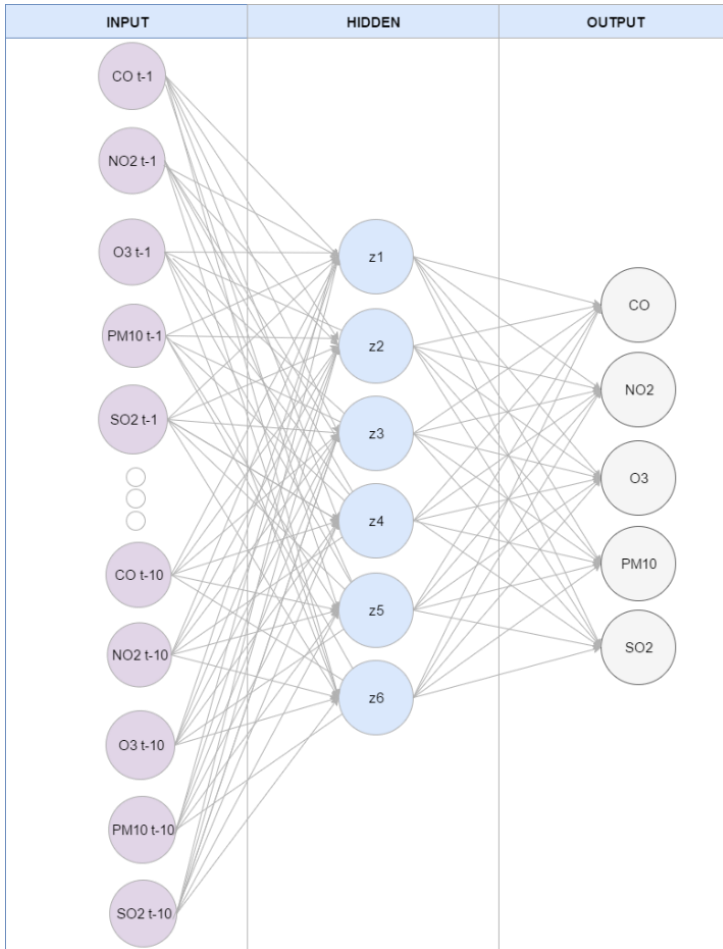 INPUT
HIDDEN
OUTPUT
CO t-1
NO2 t-1
O3 t-1
PM10 t-1
SO2 t-1
CO t-10
NO2 t-10
O3 t-10
PM10 t-10
SO2 t-10
z1
z2
z3
z4
z5
z6
CO
NO2
O3
PM10
SO2